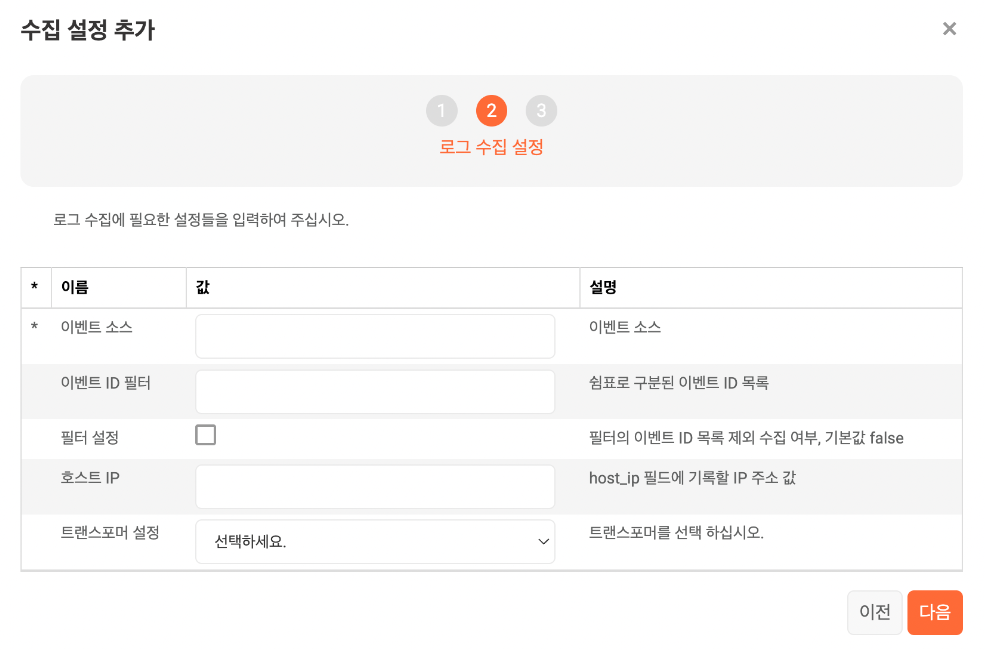 수집 설정 추가
×
1 2 3
로그 수집 설정
로그 수집에 필요한 설정들을 입력하여 주십시오.
* 이름 값 설명
* 이벤트 소스 이벤트 소스
이벤트 ID 필터 쉼표로 구분된 이벤트 ID 목록
필터 설정 필터의 이벤트 ID 목록 제외 수집 여부, 기본값 false
호스트 IP host_ip 필드에 기록할 IP 주소 값
트랜스포머 설정 선택하세요. 트랜스포머를 선택 하십시오.
이전 다음